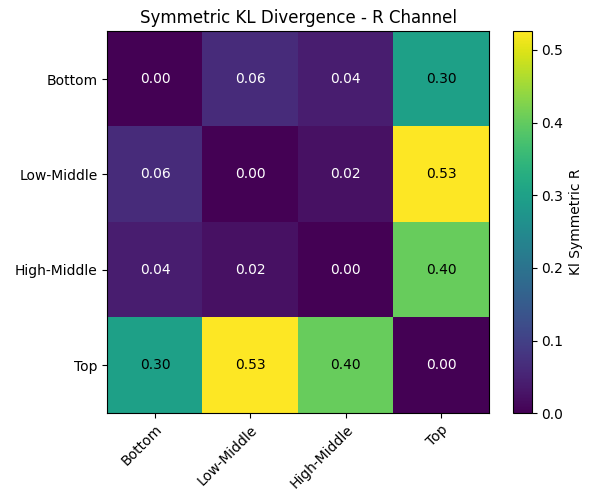 Symmetric KL Divergence - R Channel
Bottom 0.00 0.06 0.04 0.30
Low-Middle 0.06 0.00 0.02 0.53
High-Middle 0.04 0.02 0.00 0.40
Top 0.30 0.53 0.40 0.00
Bottom Low-Middle High-Middle Top
0.5
0.4
0.3
0.2
0.1
0.0
Kl Symmetric R